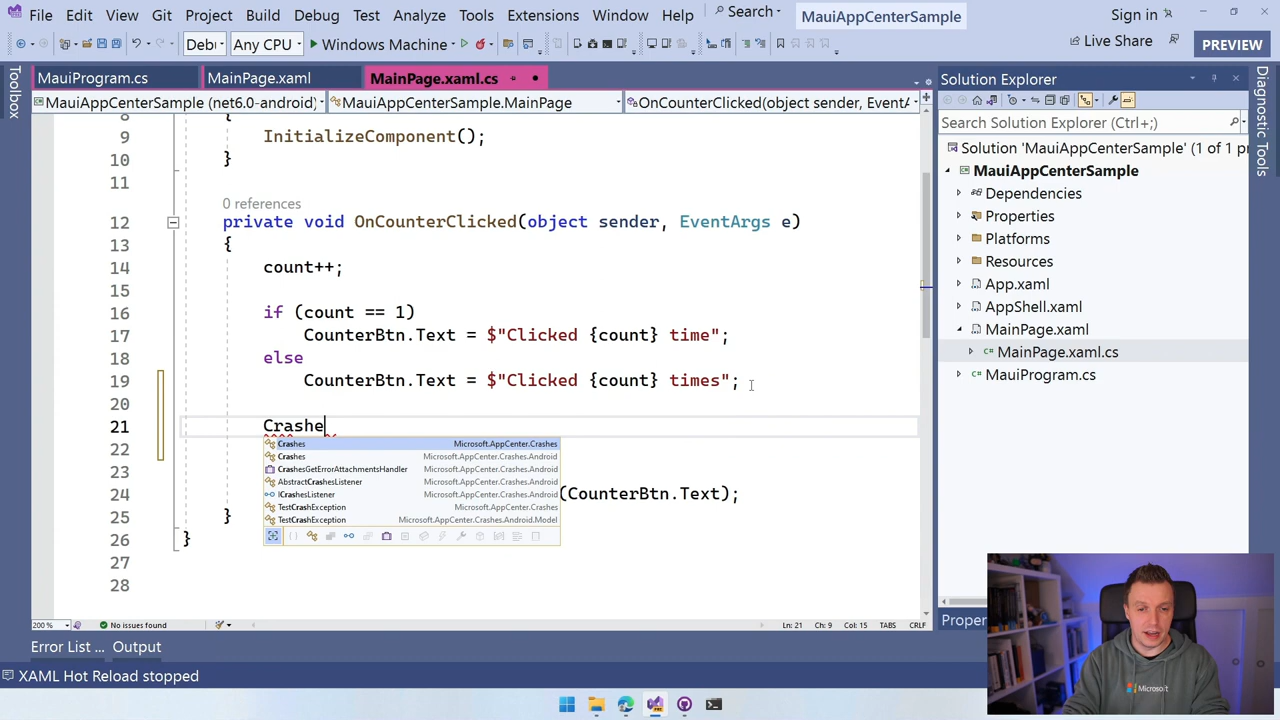 File Edit View Git Project Build Debug Test Analyze Tools Extensions Window Help Search MauiAppCenterSample Sign in
Debu Any CPU Windows Machine Live Share PREVIEW
Toolbox
MauiProgram.cs MainPage.xaml MainPage.xaml.cs
MauiAppCenterSample (net6.0-android) MauiAppCenterSample.MainPage OnCounterClicked(object sender, EventA
8 {
9 InitializeComponent();
10 }
11
0 references
12 private void OnCounterClicked(object sender, EventArgs e)
13 {
14 count++;
15
16 if (count == 1)
17 CounterBtn.Text = $"Clicked {count} time";
18 else
19 CounterBtn.Text = $"Clicked {count} times";
20
21 Crashe
22
23
24 (CounterBtn.Text);
25 }
26 }
27
28
Crashes Microsoft.AppCenter.Crashes
Crashes Microsoft.AppCenter.Crashes.Android
CrashesGetErrorAttachmentsHandler Microsoft.AppCenter.Crashes.Android
AbstractCrashesListener Microsoft.AppCenter.Crashes.Android
ICrashesListener Microsoft.AppCenter.Crashes.Android
TestCrashException Microsoft.AppCenter.Crashes
TestCrashException Microsoft.AppCenter.Crashes.Android.Model
200 % No issues found Ln: 21 Ch: 9 Col: 15 TABS CRLF
Error List ... Output
XAML Hot Reload stopped
Solution Explorer
Search Solution Explorer (Ctrl+;)
Solution 'MauiAppCenterSample' (1 of 1 pr
MauiAppCenterSample
Dependencies
Properties
Platforms
Resources
App.xaml
AppShell.xaml
MainPage.xaml
MainPage.xaml.cs
MauiProgram.cs
Proper
Diagnostic Tools
Microsoft